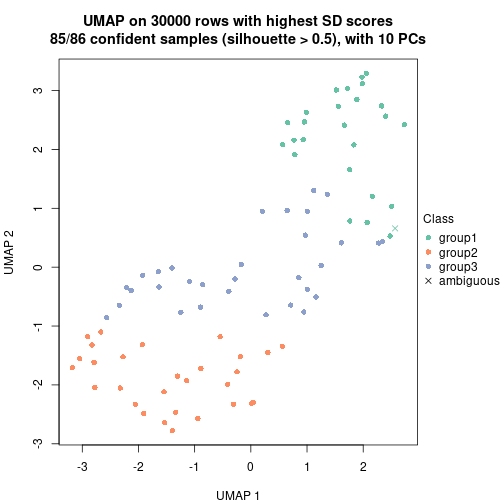 UMAP on 30000 rows with highest SD scores
85/86 confident samples (silhouette > 0.5), with 10 PCs
3
2
1
0
-1
-2
-3
UMAP 2
-3
-2
-1
0
1
2
UMAP 1
Class
group1
group2
group3
ambiguous